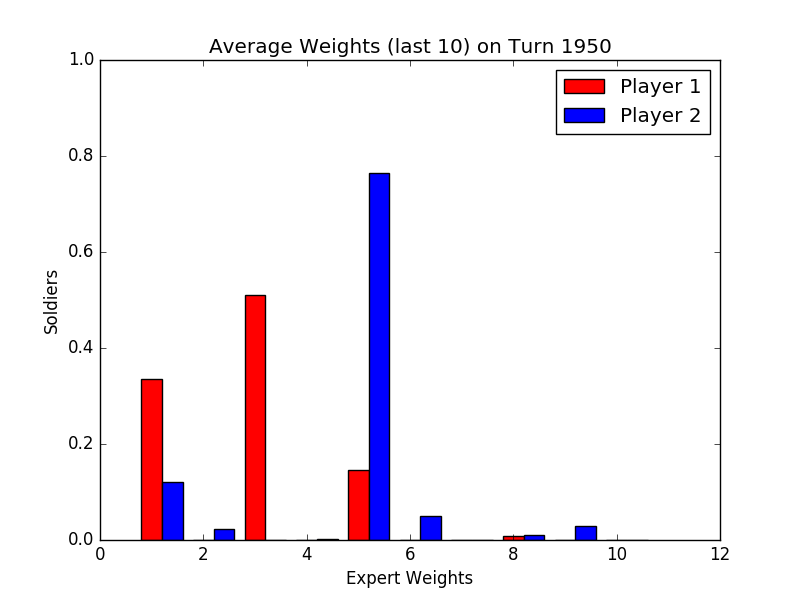 Average Weights (last 10) on Turn 1950
Player 1
Player 2
1.0
0.8
0.6
0.4
0.2
0.0
Soldiers
0 2 4 6 8 10 12
Expert Weights